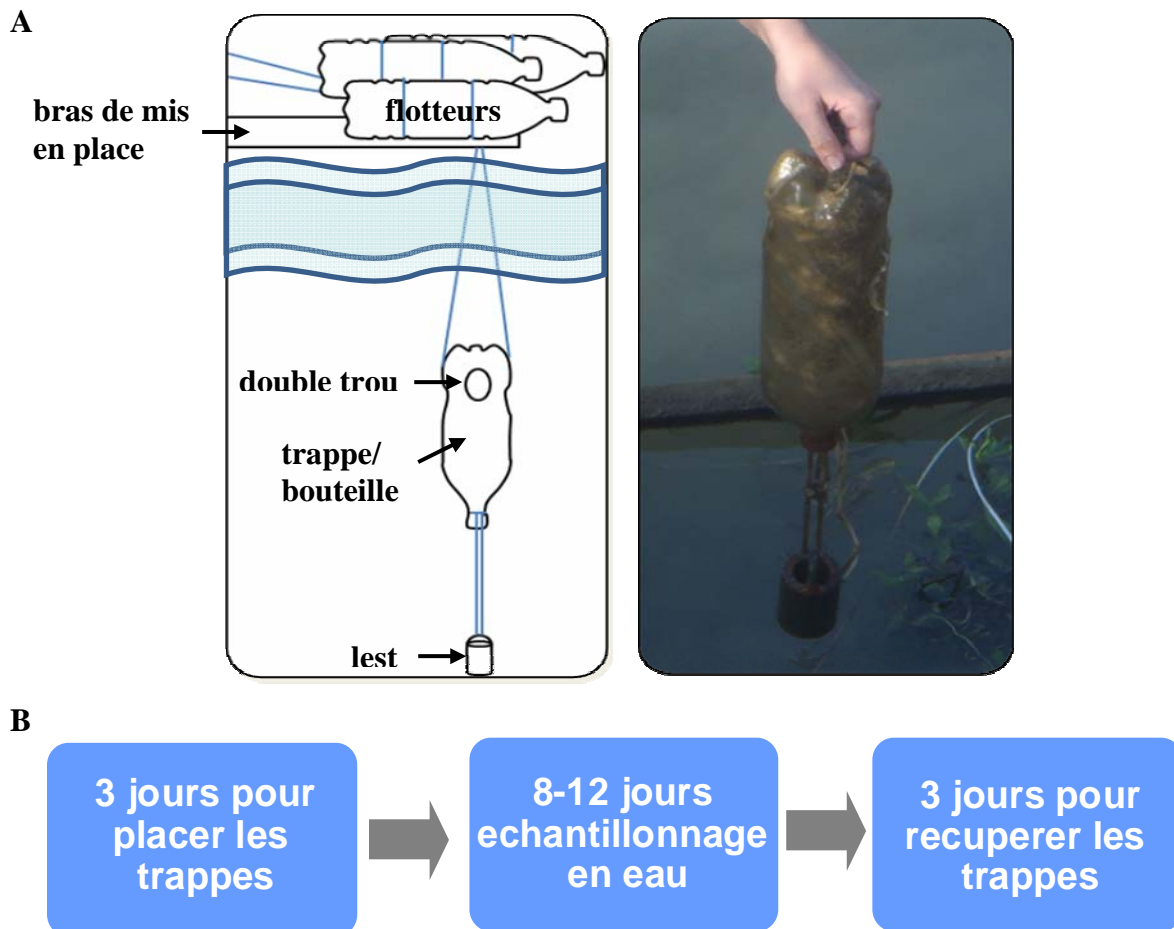 A
bras de mis
en place
flotteurs
double trou
trappe/
bouteille
lest
B
3 jours pour
placer les
trappes
8-12 jours
echantillonnage
en eau
3 jours pour
recuperer les
trappes